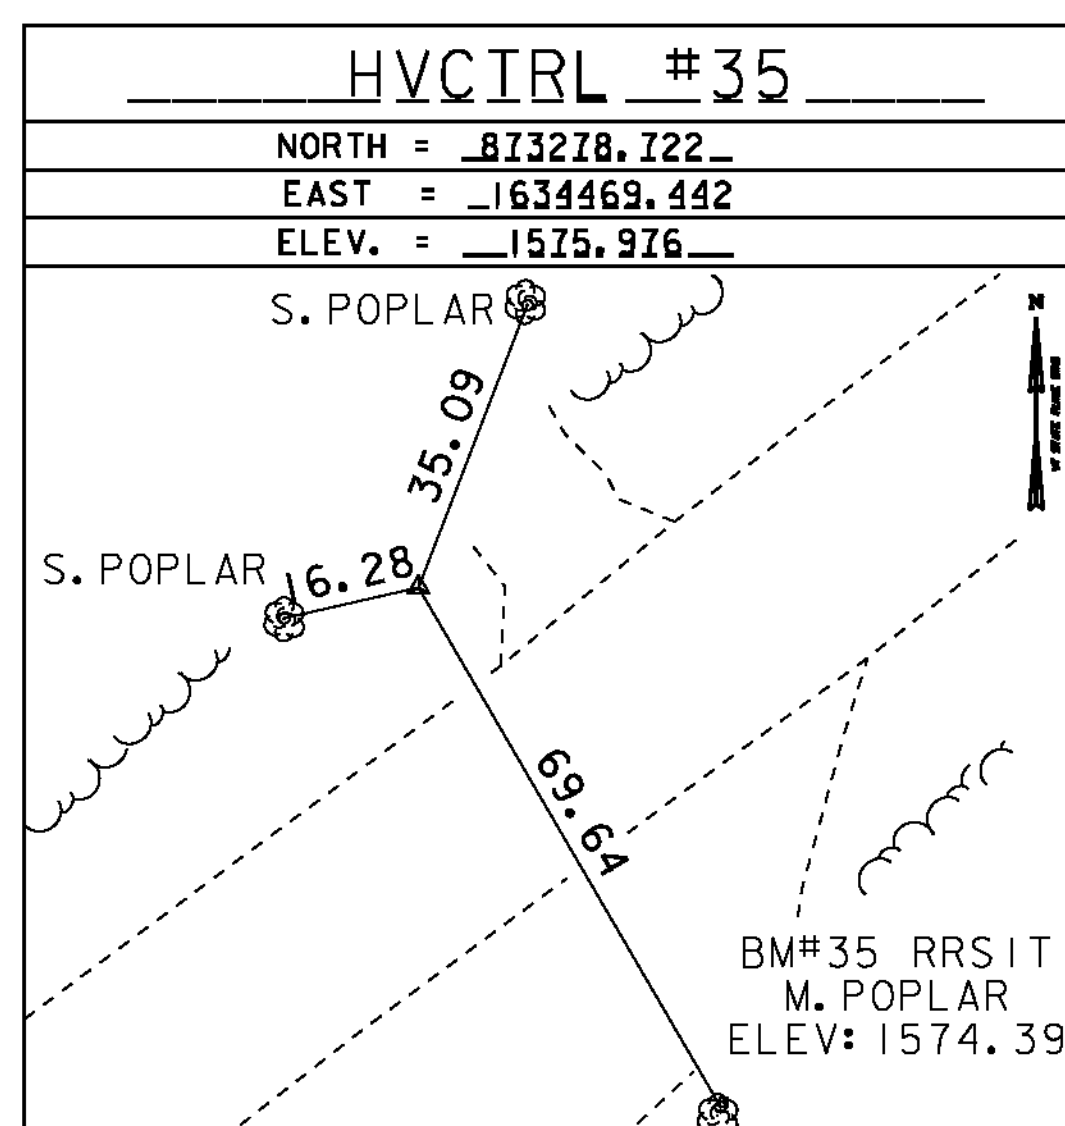 HVCTRL #35
NORTH = 873278.722
EAST = 1634469.442
ELEV. = 1575.976
S. POPLAR
N
35.09
S. POPLAR
16.28
69.64
BM#35 RRSIT
M. POPLAR
ELEV: 1574.39